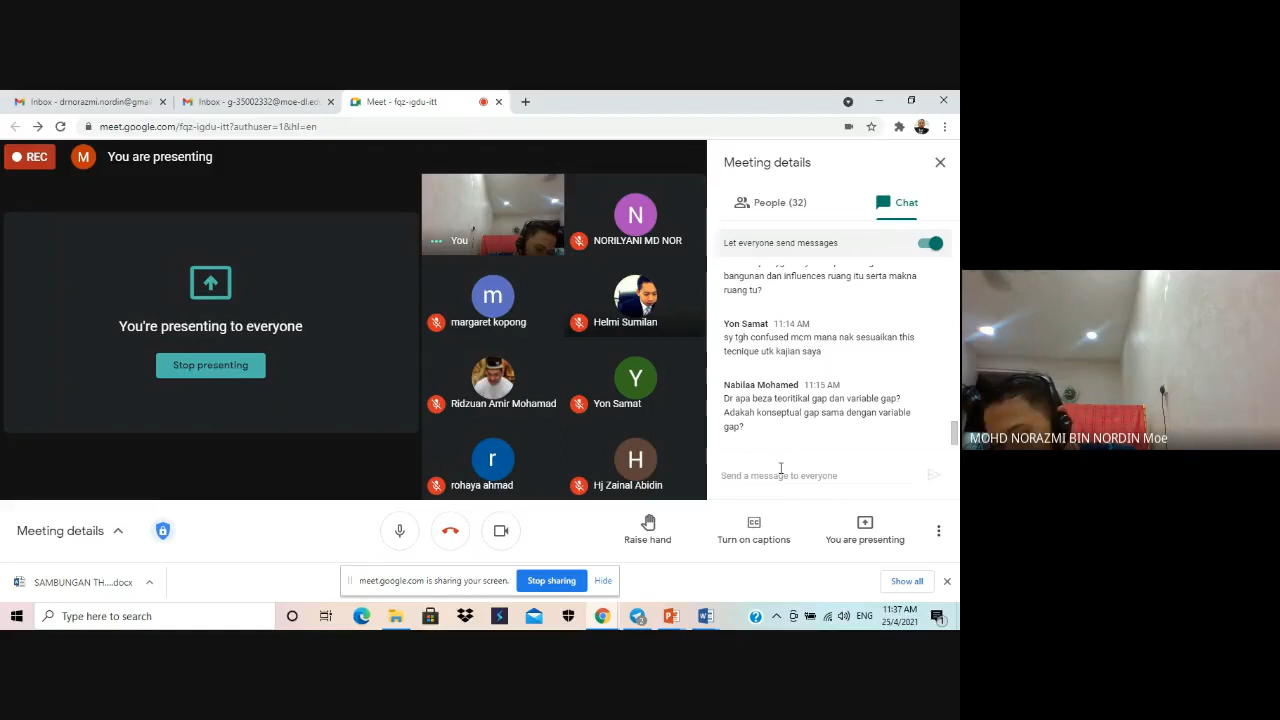 Inbox - drnorazmi.nordin@gmai
Inbox - g-35002332@moe-dl.ed
Meet - fqz-igdu-itt
meet.google.com/fqz-igdu-itt?authuser=1&hl=en
REC
M
You are presenting
You're presenting to everyone
Stop presenting
You
N
NORILYANI MD NOR
m
margaret kopong
Helmi Sumilan
Ridzuan Amir Mohamad
Y
Yon Samat
r
rohaya ahmad
H
Hj Zainal Abidin
Meeting details
People (32)
Chat
Let everyone send messages
bangunan dan influences ruang itu serta makna
ruang tu?
Yon Samat 11:14 AM
sy tgh confused mcm mana nak sesuaikan this
tecnique utk kajian saya
Nabilaa Mohamed 11:15 AM
Dr apa beza teoritikal gap dan variable gap?
Adakah konseptual gap sama dengan variable
gap?
Send a message to everyone
MOHD NORAZMI BIN NORDIN Moe
Meeting details
Raise hand
Turn on captions
You are presenting
SAMBUNGAN TH....docx
meet.google.com is sharing your screen.
Stop sharing
Hide
Show all
Type here to search
2
ENG
11:37 AM
25/4/2021
1